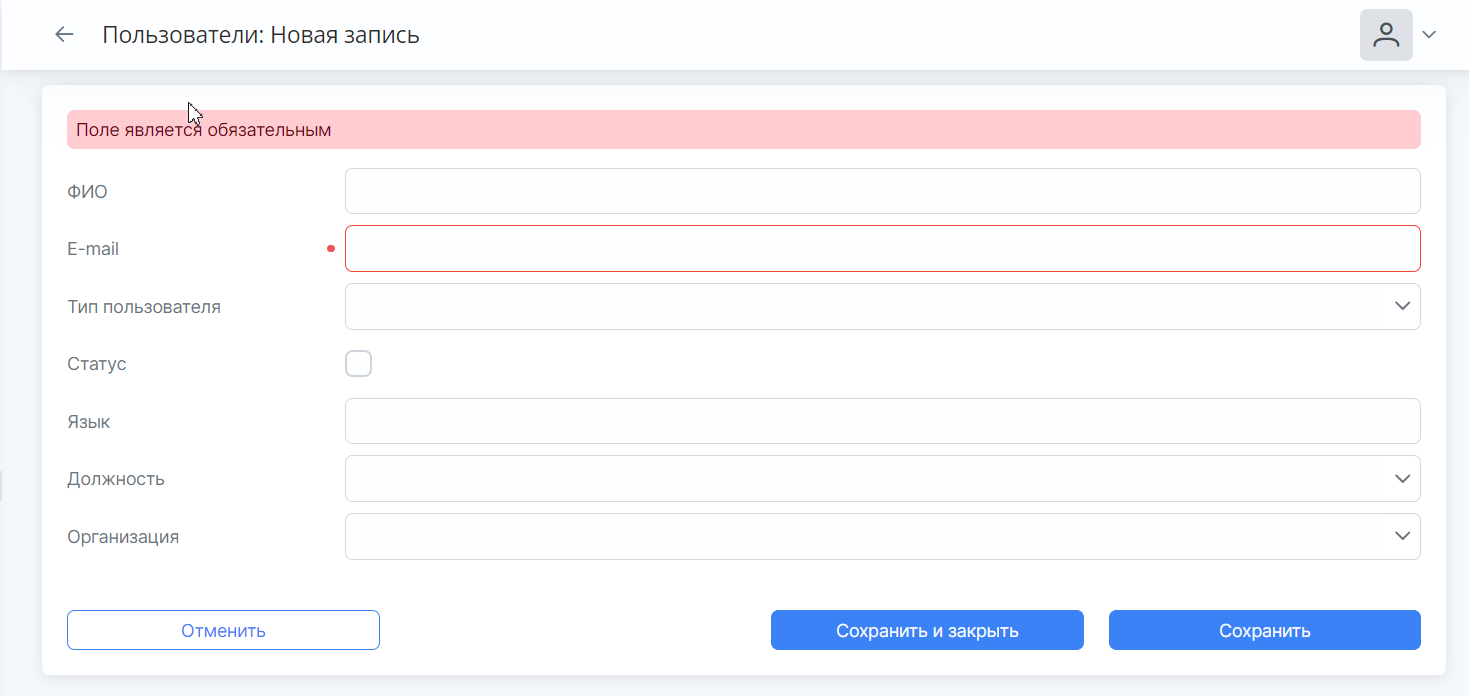 Пользователи: Новая запись
Поле является обязательным
ФИО
E-mail
Тип пользователя
Статус
Язык
Должность
Организация
Отменить
Сохранить и закрыть
Сохранить